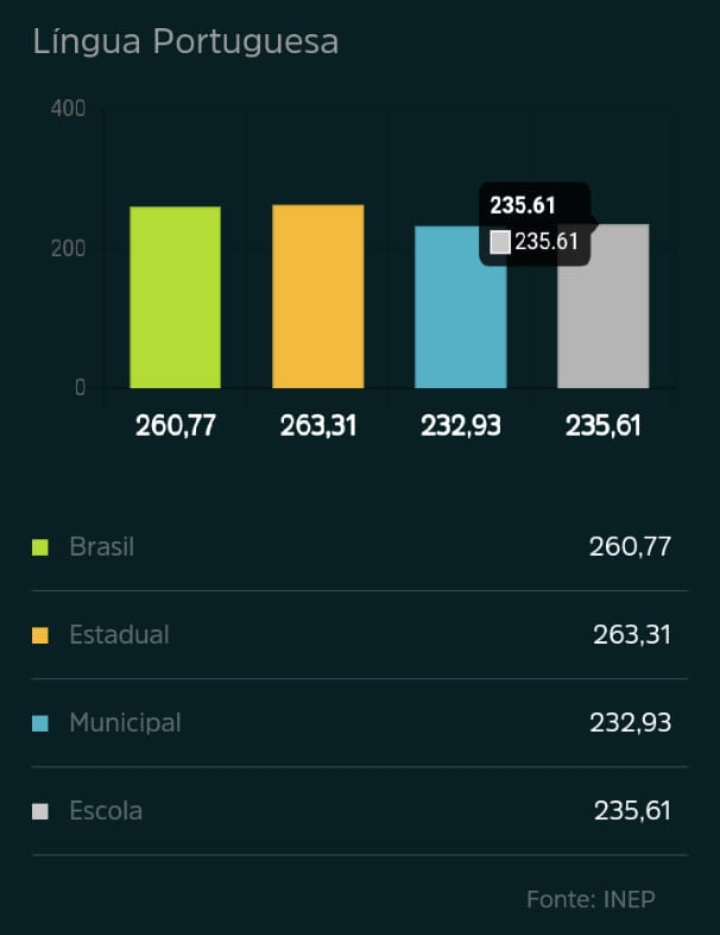 Língua Portuguesa
400
235.61
235.61
200
0
260,77 263,31 232,93 235,61
Brasil 260,77
Estadual 263,31
Municipal 232,93
Escola 235,61
Fonte: INEP